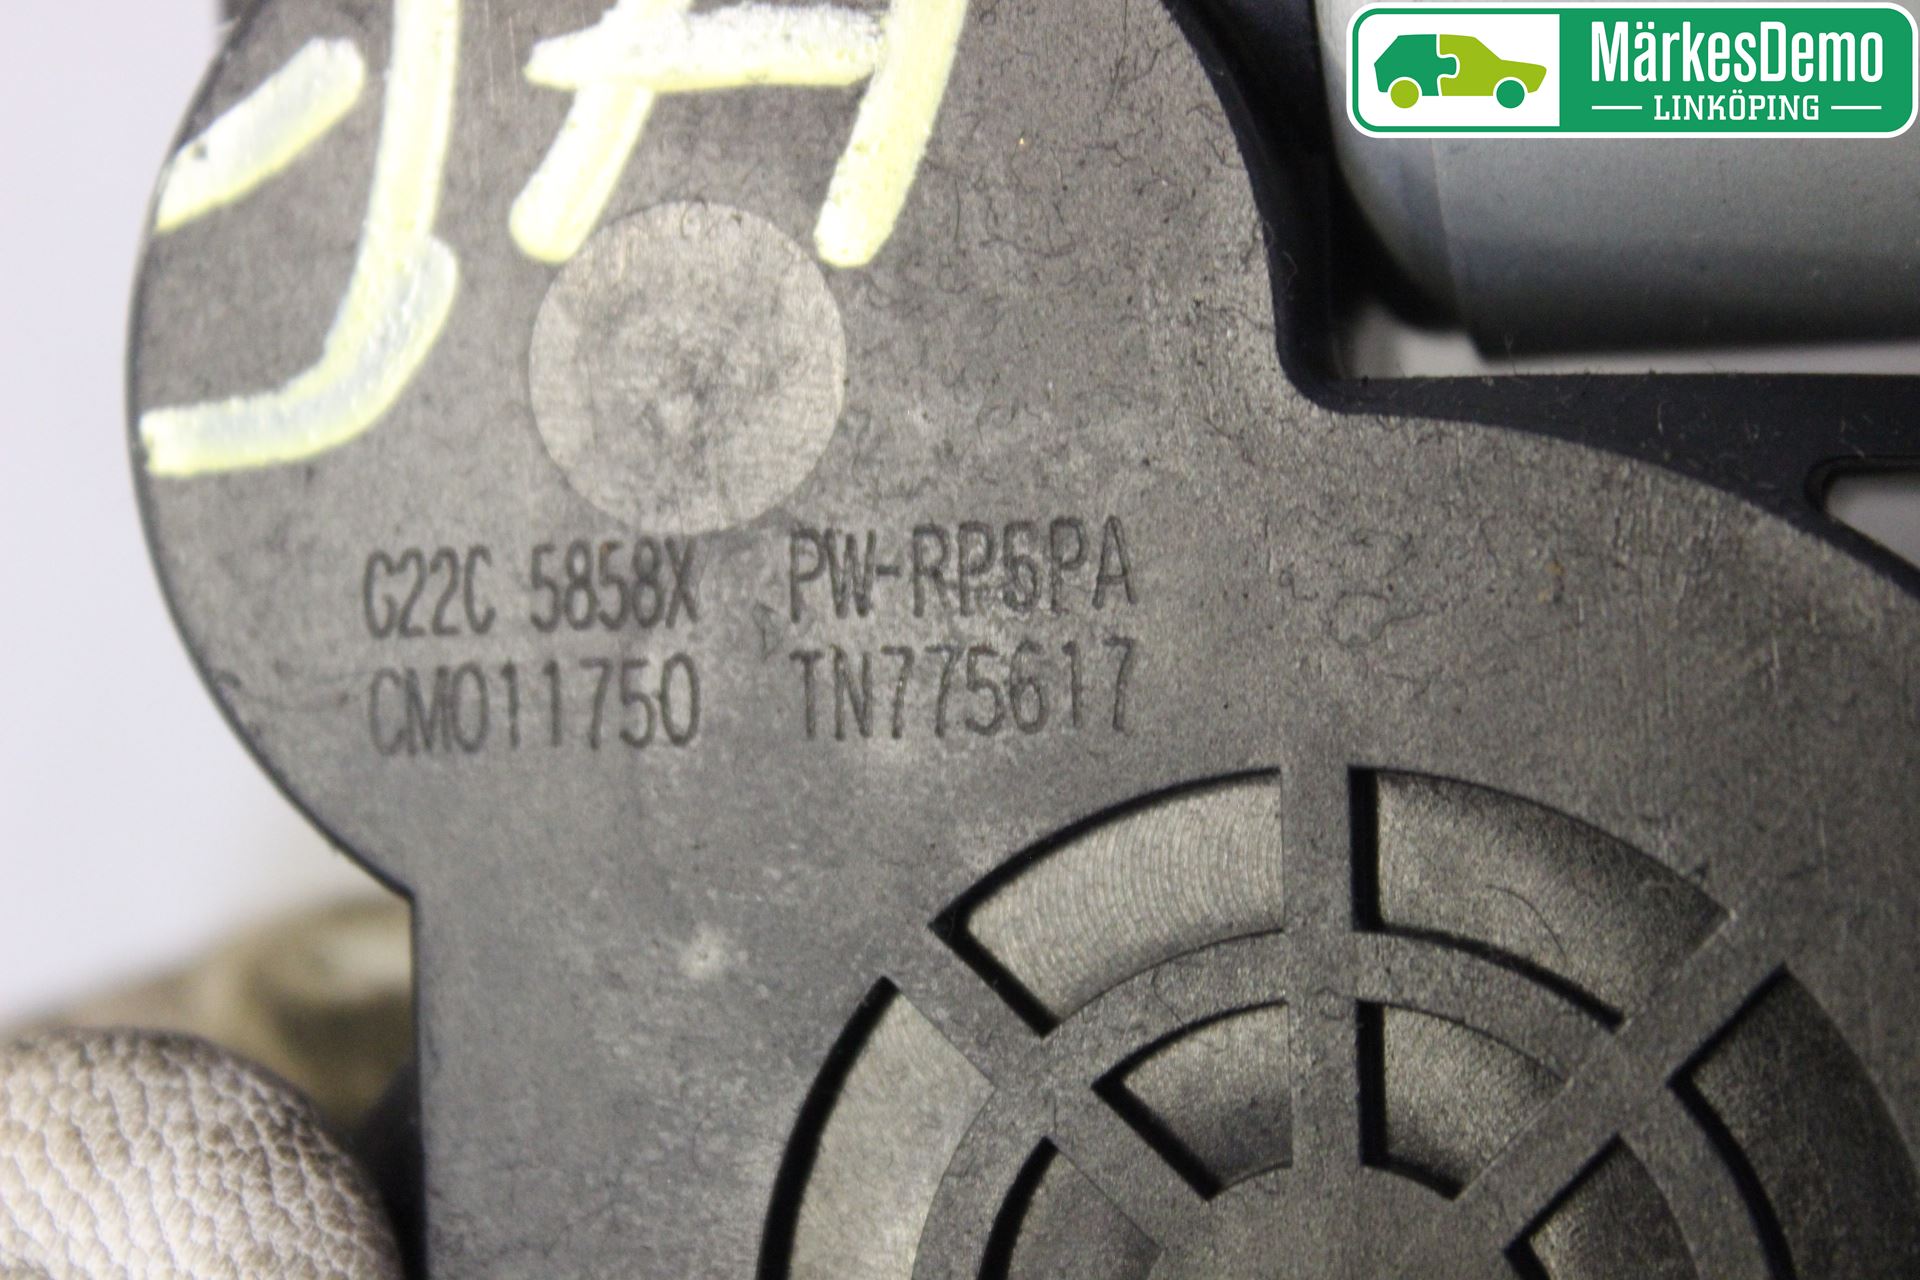 MärkesDemo
LINKÖPING
G22C 5858X PW-RP5PA
CM011750 TN775617